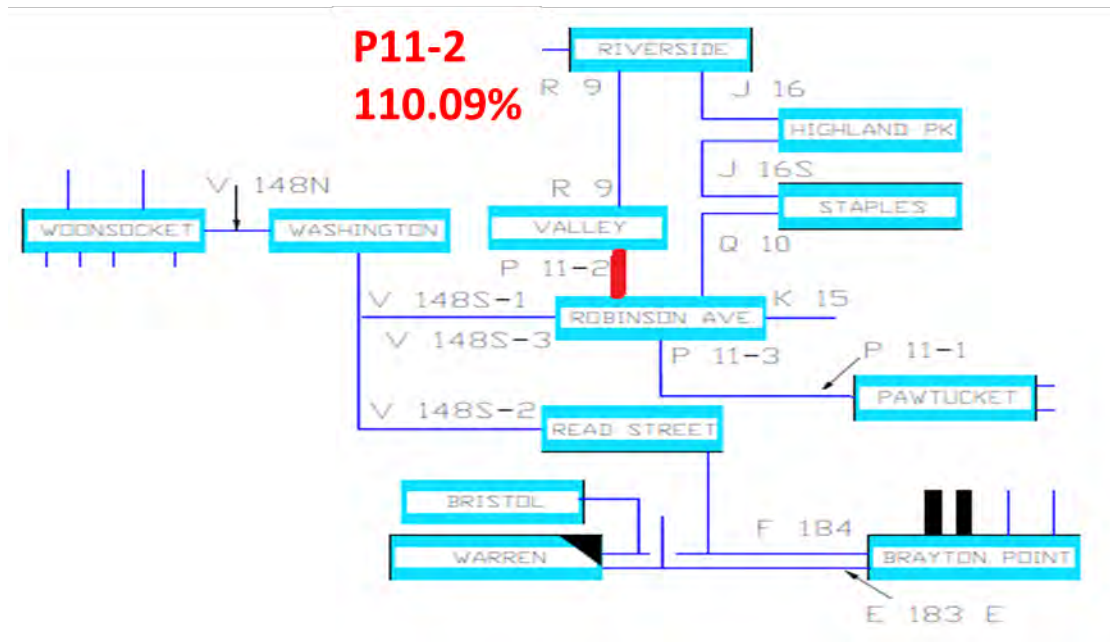 P11-2
110.09%
RIVERSIDE
R 9
J 16
HIGHLAND PK
V 148N
R 9
J 16S
STAPLES
WOONSOCKET
WASHINGTON
VALLEY
Q 10
P 11-2
V 148S-1
ROBINSON AVE
K 15
V 148S-3
P 11-3
P 11-1
PAWTUCKET
V 148S-2
READ STREET
BRISTOL
F 184
WARREN
BRAYTON POINT
E 183 E